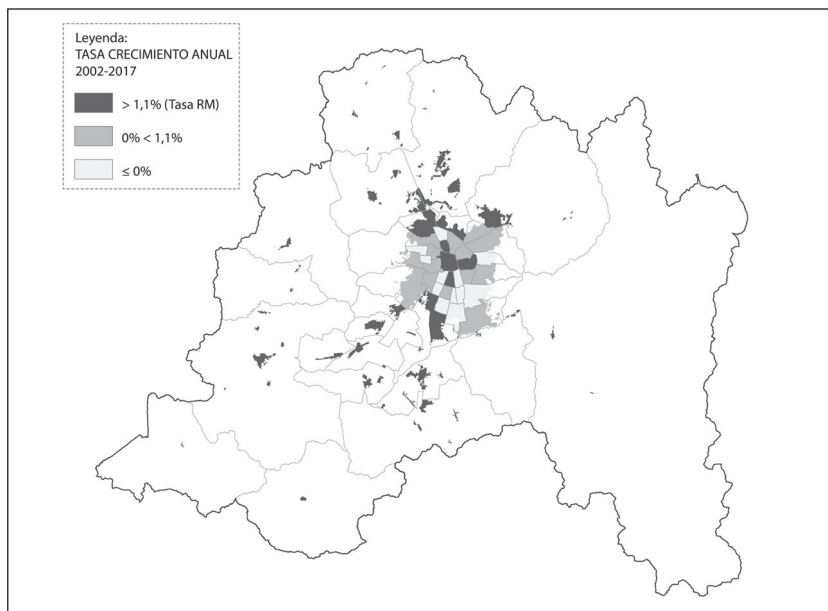 Leyenda:
TASA CRECIMIENTO ANUAL
2002-2017
> 1,1% (Tasa RM)
0% < 1,1%
≤ 0%